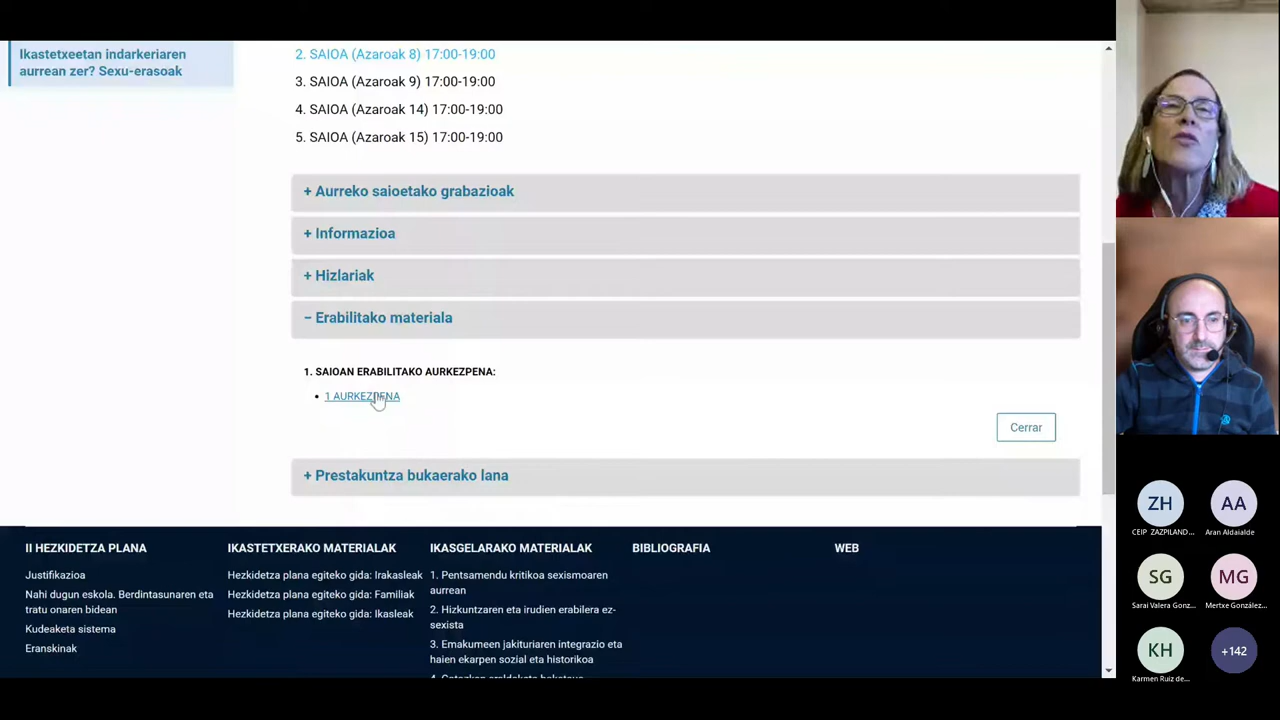 Ikastetxeetan indarkeriaren
aurrean zer? Sexu-erasoak
2. SAIOA (Azaroak 8) 17:00-19:00
3. SAIOA (Azaroak 9) 17:00-19:00
4. SAIOA (Azaroak 14) 17:00-19:00
5. SAIOA (Azaroak 15) 17:00-19:00
+ Aurreko saioetako grabazioak
+ Informazioa
+ Hizlariak
− Erabilitako materiala
1. SAIOAN ERABILITAKO AURKEZPENA:
• 1 AURKEZPENA
Cerrar
+ Prestakuntza bukaerako lana
II HEZKIDETZA PLANA
Justifikazioa
Nahi dugun eskola. Berdintasunaren eta
tratu onaren bidean
Kudeaketa sistema
Eranskinak
IKASTETXERAKO MATERIALAK
Hezkidetza plana egiteko gida: Irakasleak
Hezkidetza plana egiteko gida: Familiak
Hezkidetza plana egiteko gida: Ikasleak
IKASGELARAKO MATERIALAK
1. Pentsamendu kritikoa sexismoaren
aurrean
2. Hizkuntzaren eta irudien erabilera ez-
sexista
3. Emakumeen jakituriaren integrazio eta
haien ekarpen sozial eta historikoa
BIBLIOGRAFIA
WEB
ZH
CEIP ZAZPILAND...
AA
Aran Aldaialde
SG
Sarai Valera Gonz...
MG
Mertxe González...
KH
Karmen Ruiz de...
+142